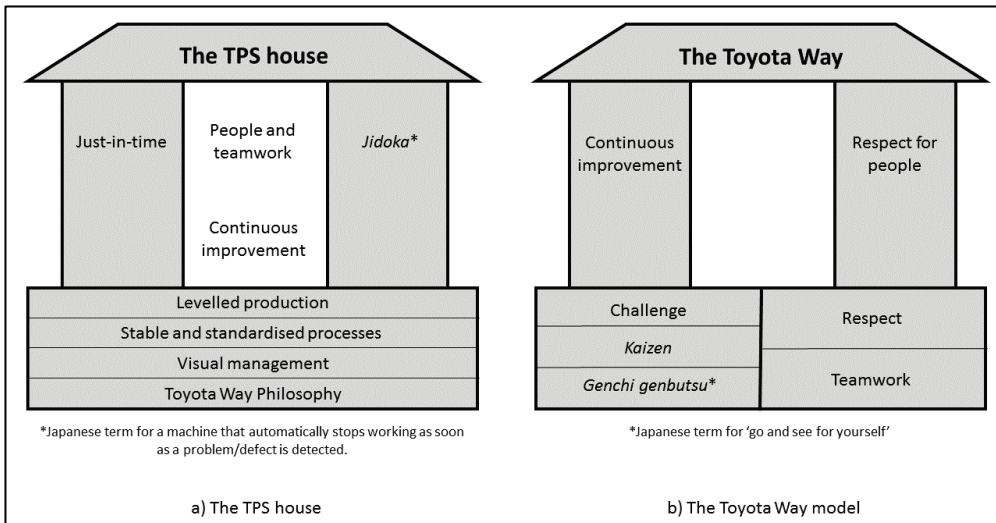 The TPS house
Just-in-time
People and
teamwork
Continuous
improvement
Jidoka*
Levelled production
Stable and standardised processes
Visual management
Toyota Way Philosophy
*Japanese term for a machine that automatically stops working as soon
as a problem/defect is detected.
a) The TPS house
The Toyota Way
Continuous
improvement
Respect for
people
Challenge
Kaizen
Genchi genbutsu*
Respect
Teamwork
*Japanese term for ‘go and see for yourself’
b) The Toyota Way model